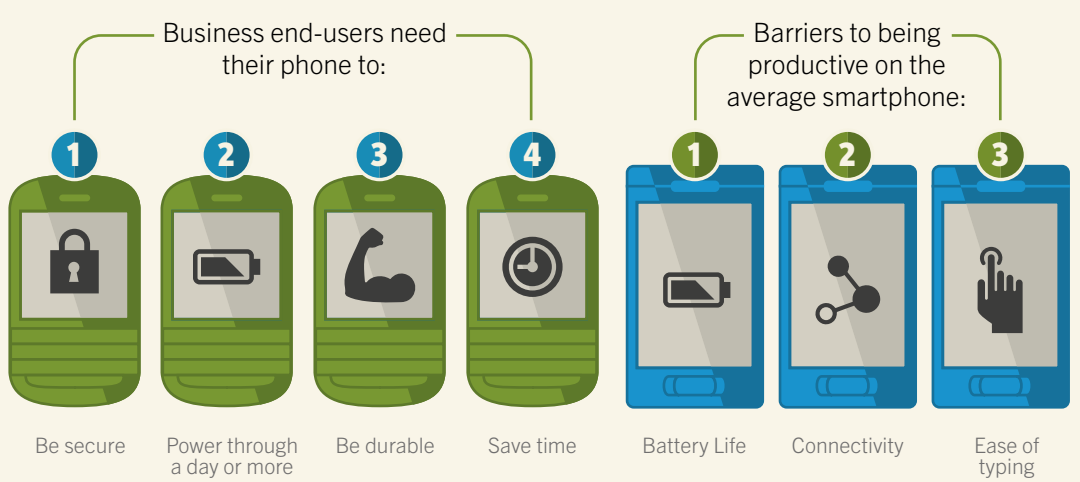 Business end-users need
their phone to:
1
2
3
4
Be secure
Power through
a day or more
Be durable
Save time
Barriers to being
productive on the
average smartphone:
1
2
3
Battery Life
Connectivity
Ease of
typing